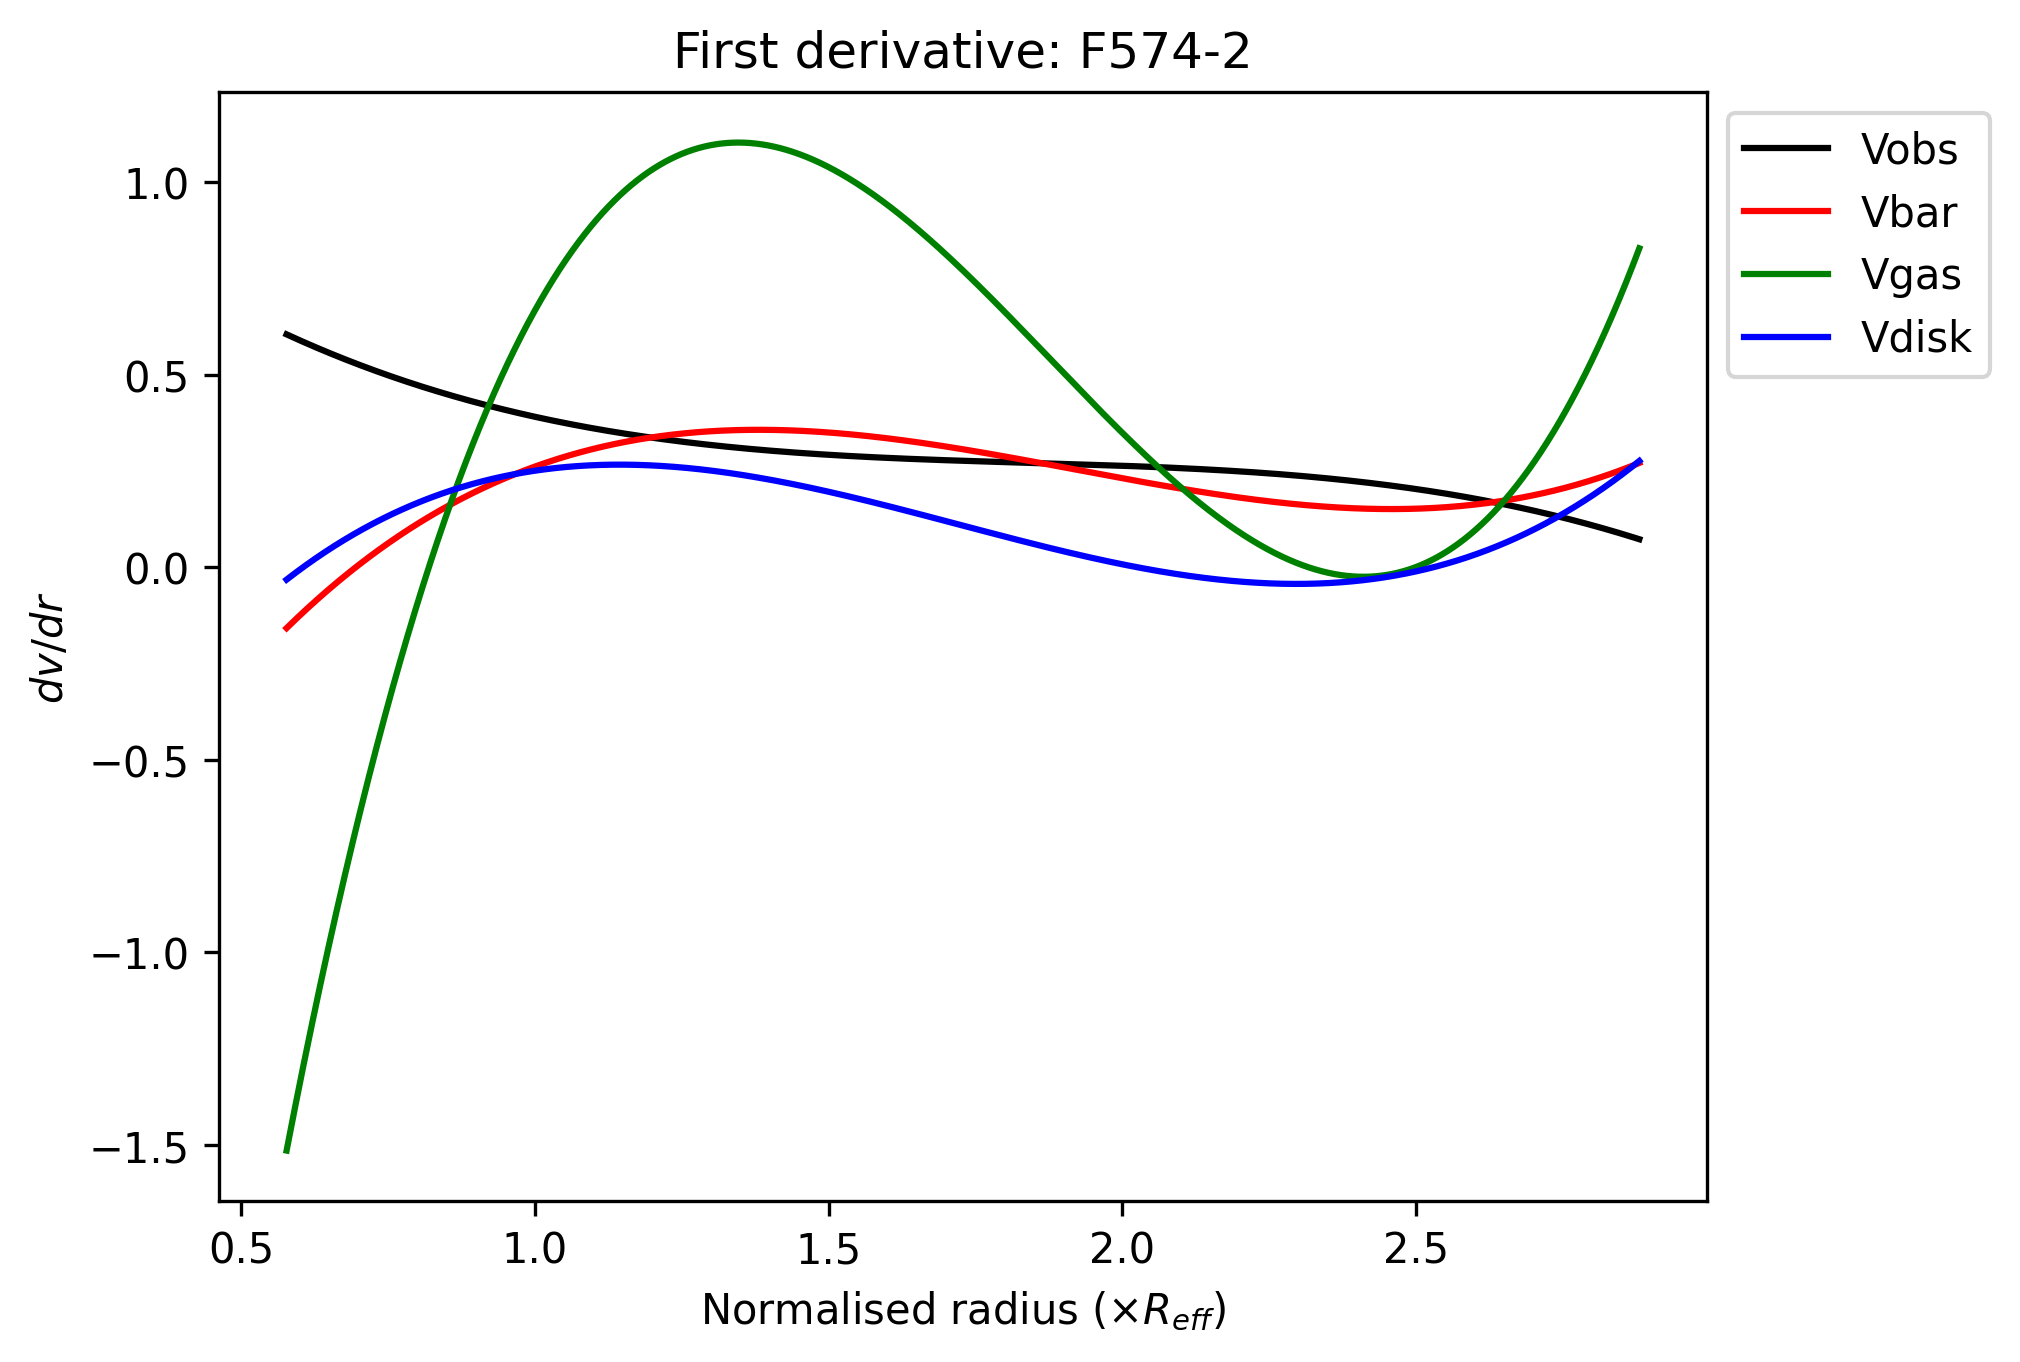 First derivative: F574-2
Vobs
Vbar
Vgas
Vdisk
1.0
0.5
0.0
−0.5
−1.0
−1.5
dv/dr
0.5 1.0 1.5 2.0 2.5
Normalised radius (×R_eff)